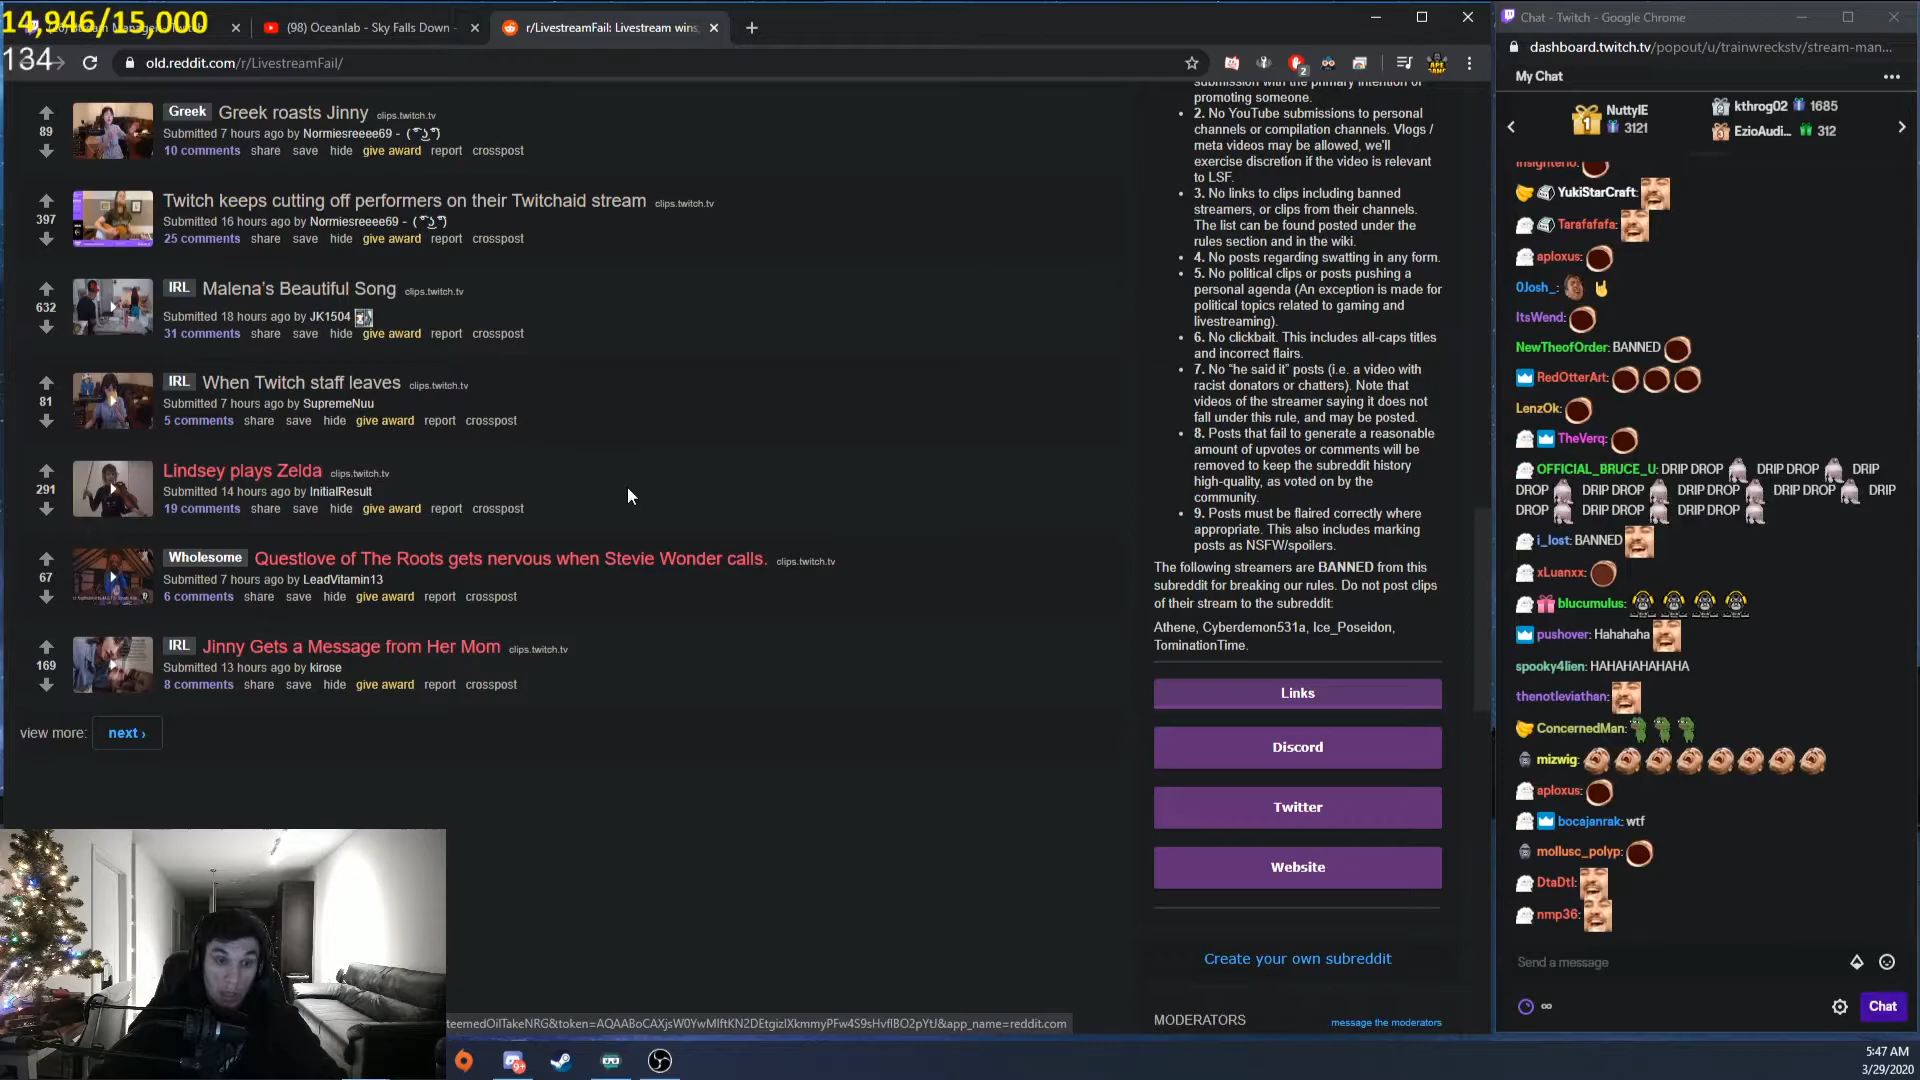 14,946/15,000
134
(98) Oceanlab - Sky Falls Down -
r/LivestreamFail: Livestream wins,
old.reddit.com/r/LivestreamFail/
2
89
Greek Greek roasts Jinny clips.twitch.tv
Submitted 7 hours ago by Normiesreeee69 - ( ͡° ͜ʖ ͡°)
10 comments share save hide give award report crosspost
397
Twitch keeps cutting off performers on their Twitchaid stream clips.twitch.tv
Submitted 16 hours ago by Normiesreeee69 - ( ͡° ͜ʖ ͡°)
25 comments share save hide give award report crosspost
632
IRL Malena's Beautiful Song clips.twitch.tv
Submitted 18 hours ago by JK1504
31 comments share save hide give award report crosspost
81
IRL When Twitch staff leaves clips.twitch.tv
Submitted 7 hours ago by SupremeNuu
5 comments share save hide give award report crosspost
291
Lindsey plays Zelda clips.twitch.tv
Submitted 14 hours ago by InitialResult
19 comments share save hide give award report crosspost
67
Wholesome Questlove of The Roots gets nervous when Stevie Wonder calls. clips.twitch.tv
Submitted 7 hours ago by LeadVitamin13
6 comments share save hide give award report crosspost
169
IRL Jinny Gets a Message from Her Mom clips.twitch.tv
Submitted 13 hours ago by kirose
8 comments share save hide give award report crosspost
view more: next ›
submission with the primary intention of
promoting someone.
2. No YouTube submissions to personal
channels or compilation channels. Vlogs /
meta videos may be allowed, we'll
exercise discretion if the video is relevant
to LSF.
3. No links to clips including banned
streamers, or clips from their channels.
The list can be found posted under the
rules section and in the wiki.
4. No posts regarding swatting in any form.
5. No political clips or posts pushing a
personal agenda (An exception is made for
political topics related to gaming and
livestreaming).
6. No clickbait. This includes all-caps titles
and incorrect flairs.
7. No "he said it" posts (i.e. a video with
racist donators or chatters). Note that
videos of the streamer saying it does not
fall under this rule, and may be posted.
8. Posts that fail to generate a reasonable
amount of upvotes or comments will be
removed to keep the subreddit history
high-quality, as voted on by the
community.
9. Posts must be flaired correctly where
appropriate. This also includes marking
posts as NSFW/spoilers.
The following streamers are BANNED from this
subreddit for breaking our rules. Do not post clips
of their stream to the subreddit:
Athene, Cyberdemon531a, Ice_Poseidon,
TominationTime.
Links
Discord
Twitter
Website
Create your own subreddit
MODERATORS message the moderators
Chat - Twitch - Google Chrome
dashboard.twitch.tv/popout/u/trainwreckstv/stream-man...
My Chat
1 NuttyIE 3121
kthrog02 1685
EzioAudi... 312
insighterio:
YukiStarCraft:
Tarafafafa:
aploxus:
0Josh_:
ItsWend:
NewTheofOrder: BANNED
RedOtterArt:
LenzOk:
TheVerq:
OFFICIAL_BRUCE_U: DRIP DROP DRIP DROP DRIP
DROP DRIP DROP DRIP DROP DRIP DROP DRIP
DROP DRIP DROP DRIP DROP
i_lost: BANNED
xLuanxx:
blucumulus:
pushover: Hahahaha
spooky4lien: HAHAHAHAHAHA
thenotleviathan:
ConcernedMan:
mizwig:
aploxus:
bocajanrak: wtf
mollusc_polyp:
DtaDtl:
nmp36:
Send a message
∞
Chat
9+
5:47 AM
3/29/2020